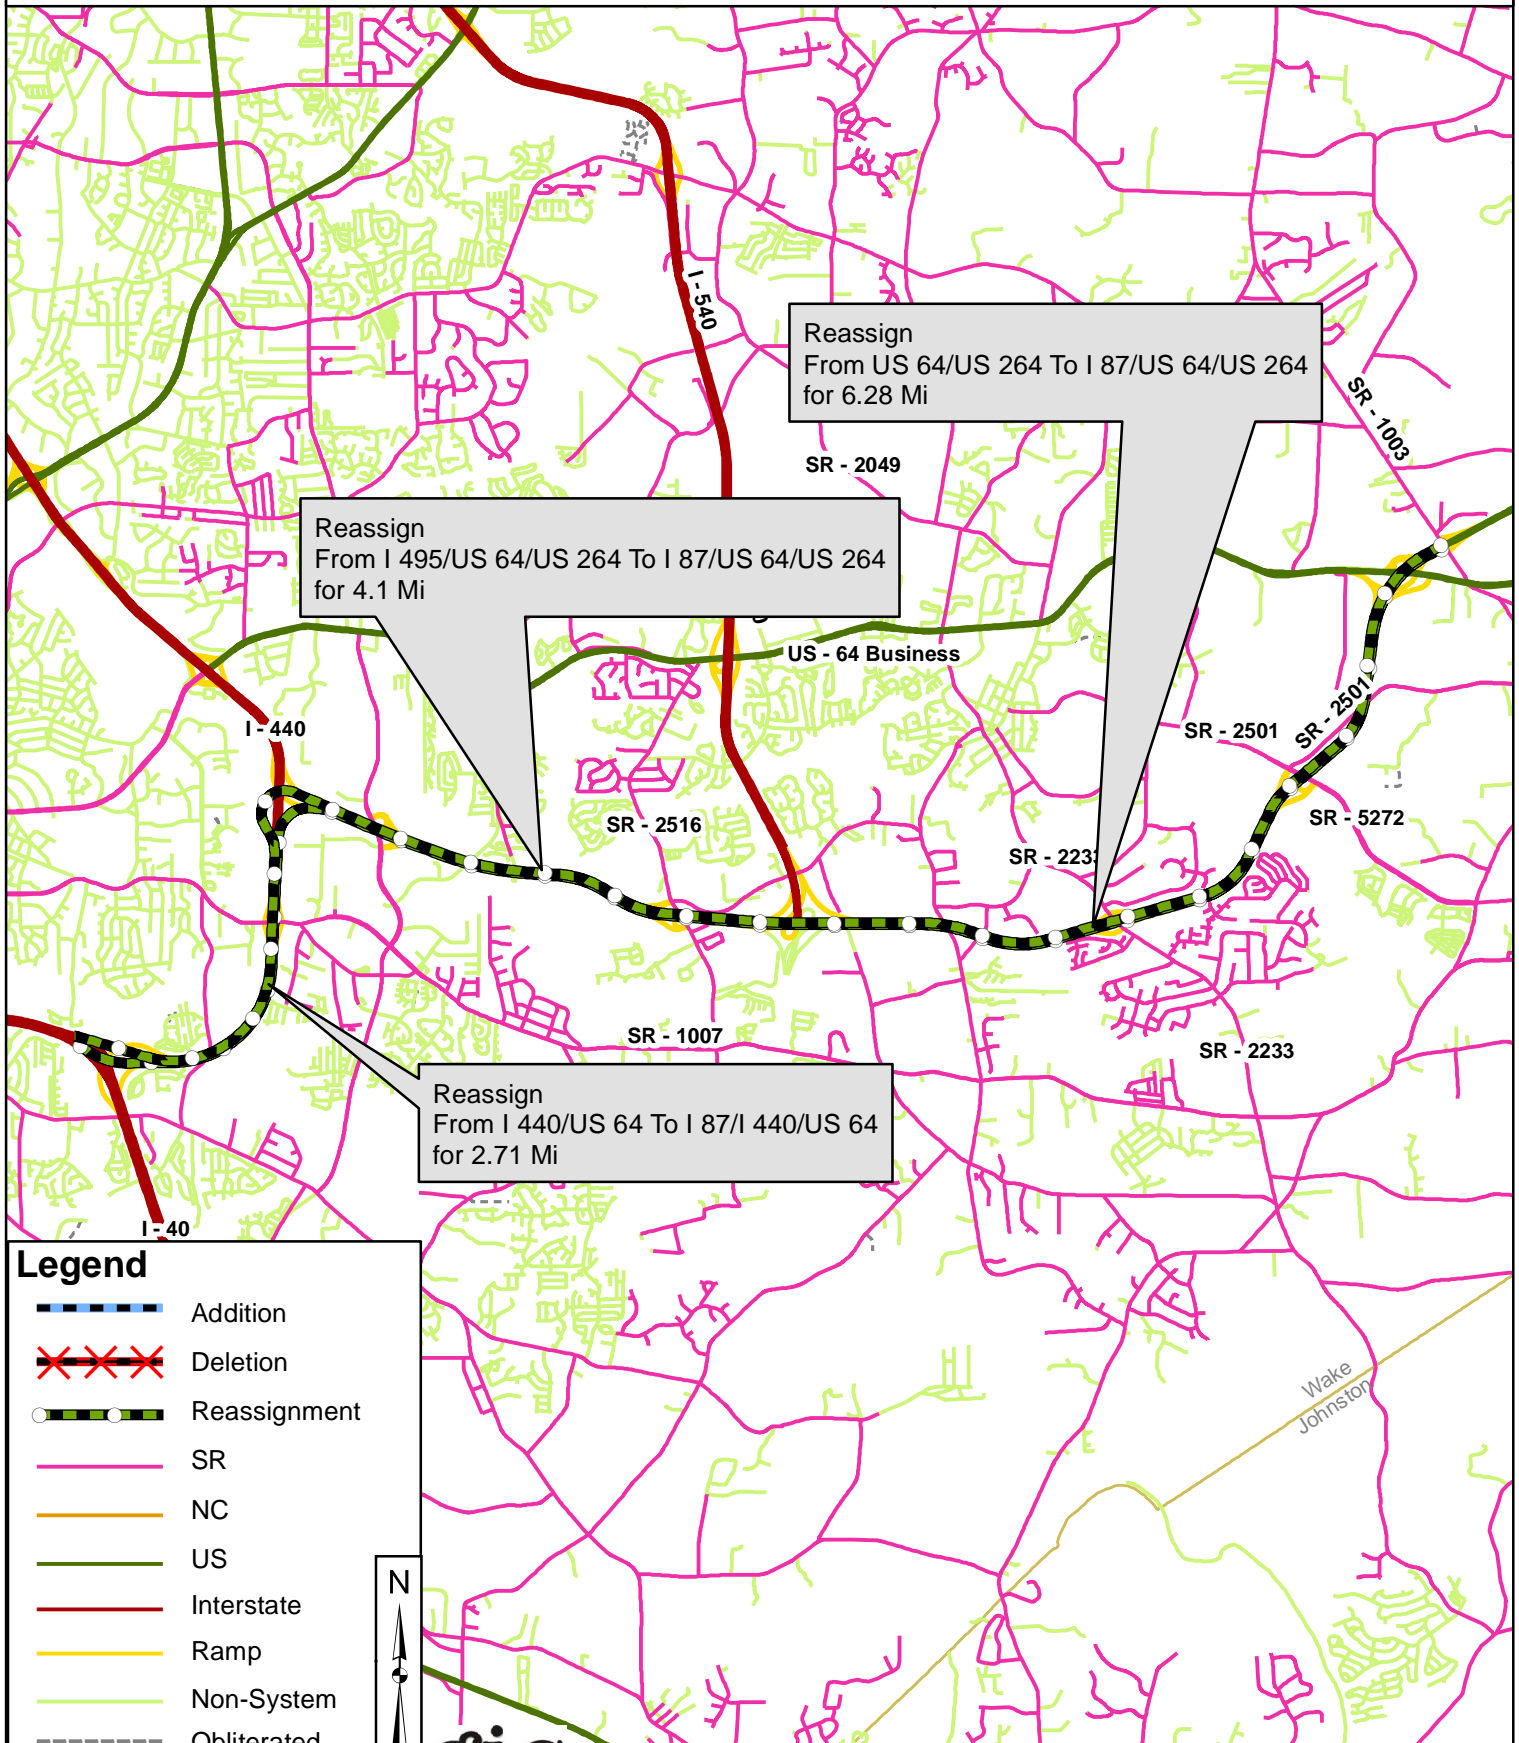 I - 540
Reassign
From US 64/US 264 To I 87/US 64/US 264
for 6.28 Mi
SR - 1003
SR - 2049
Reassign
From I 495/US 64/US 264 To I 87/US 64/US 264
for 4.1 Mi
US - 64 Business
SR - 2501
SR - 2501
I - 440
SR - 2516
SR - 5272
SR - 2233
SR - 1007
SR - 2233
Reassign
From I 440/US 64 To I 87/I 440/US 64
for 2.71 Mi
I - 40
Legend
Addition
Deletion
Reassignment
SR
NC
US
Interstate
Ramp
Non-System
Obliterated
N
Wake
Johnston